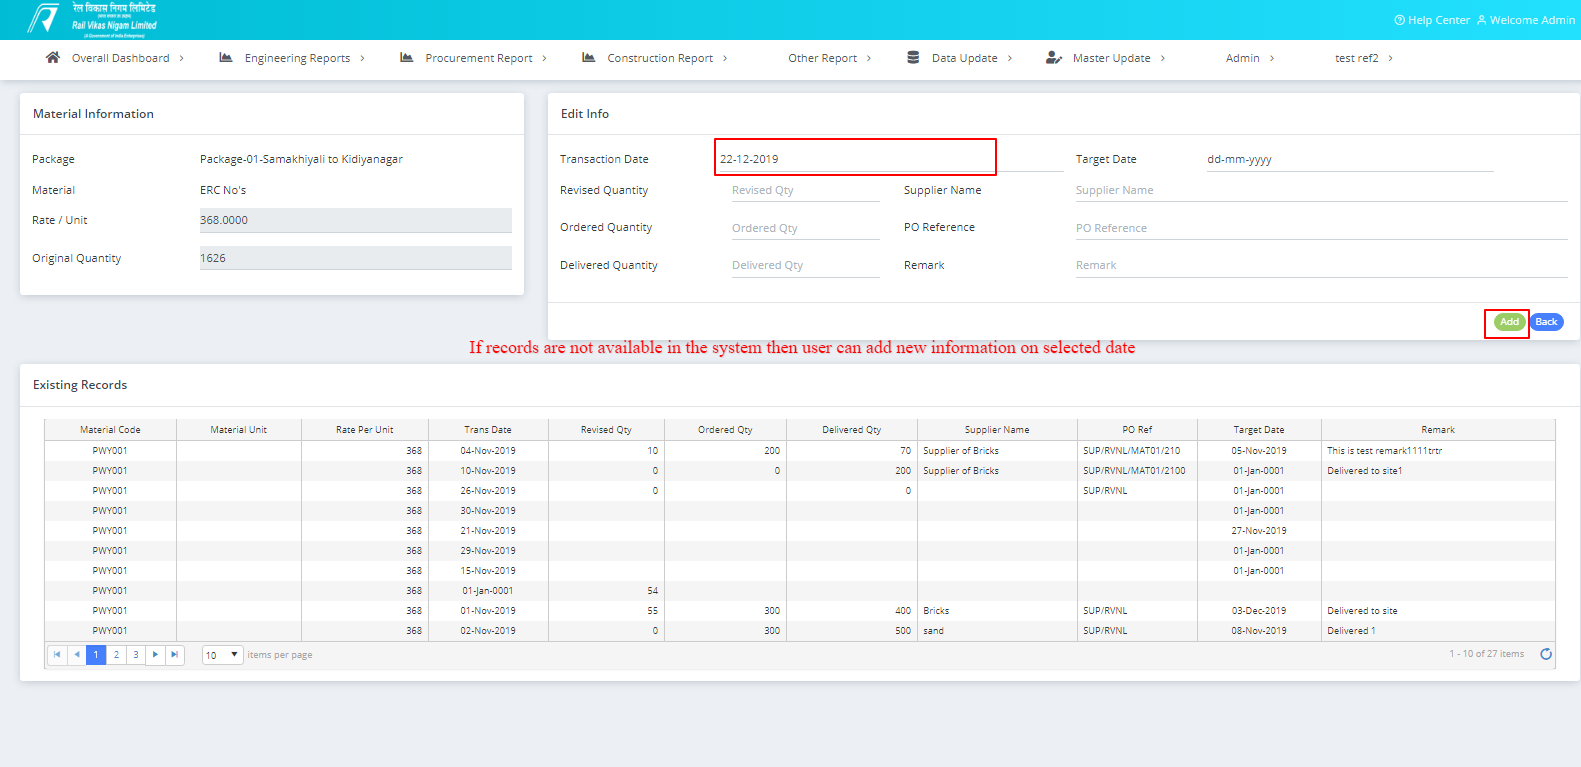 रेल विकास निगम लिमिटेड
Rail Vikas Nigam Limited
(A Government of India Enterprise)
Help Center Welcome Admin
Overall Dashboard Engineering Reports Procurement Report Construction Report Other Report Data Update Master Update Admin test ref2
Material Information
Package Package-01-Samakhiyali to Kidiyanagar
Material ERC No's
Rate / Unit 368.0000
Original Quantity 1626
Edit Info
Transaction Date 22-12-2019 Target Date dd-mm-yyyy
Revised Quantity Revised Qty Supplier Name Supplier Name
Ordered Quantity Ordered Qty PO Reference PO Reference
Delivered Quantity Delivered Qty Remark Remark
Add Back
If records are not available in the system then user can add new information on selected date
Existing Records
Material Code Material Unit Rate Per Unit Trans Date Revised Qty Ordered Qty Delivered Qty Supplier Name PO Ref Target Date Remark
PWY001 368 04-Nov-2019 10 200 70 Supplier of Bricks SUP/RVNL/MAT01/210 05-Nov-2019 This is test remark1111trtr
PWY001 368 10-Nov-2019 0 0 200 Supplier of Bricks SUP/RVNL/MAT01/2100 01-Jan-0001 Delivered to site1
PWY001 368 26-Nov-2019 0 0 SUP/RVNL 01-Jan-0001
PWY001 368 30-Nov-2019 01-Jan-0001
PWY001 368 21-Nov-2019 27-Nov-2019
PWY001 368 29-Nov-2019 01-Jan-0001
PWY001 368 15-Nov-2019 01-Jan-0001
PWY001 368 01-Jan-0001 54
PWY001 368 01-Nov-2019 55 300 400 Bricks SUP/RVNL 03-Dec-2019 Delivered to site
PWY001 368 02-Nov-2019 0 300 500 sand SUP/RVNL 08-Nov-2019 Delivered 1
1 2 3 10 items per page 1 - 10 of 27 items